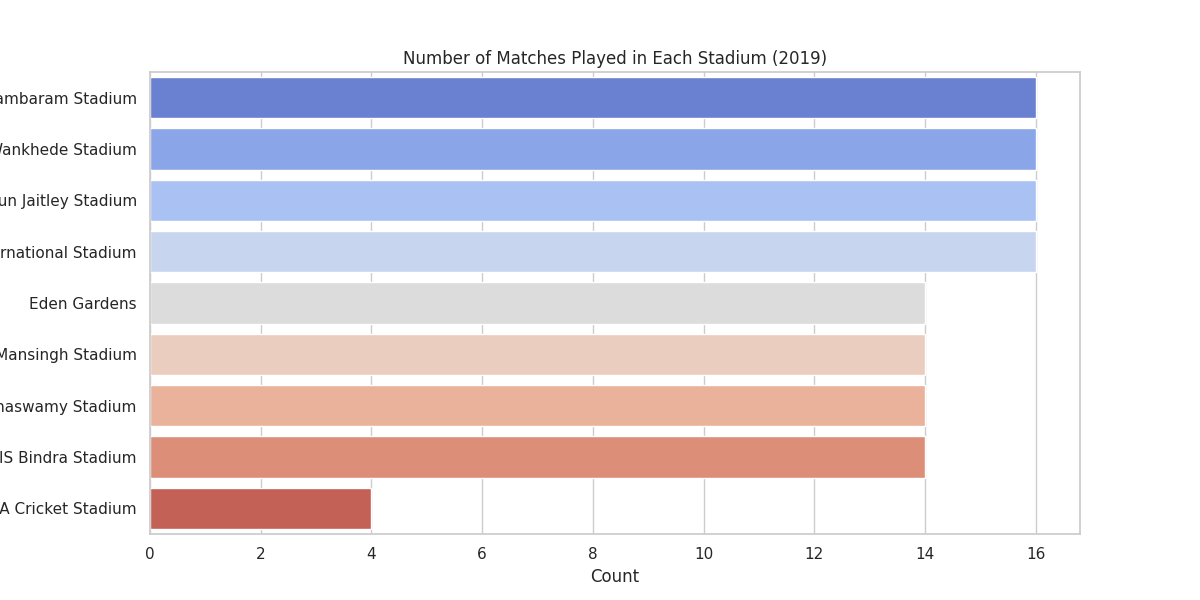 Number of Matches Played in Each Stadium (2019)
ambaram Stadium
Wankhede Stadium
un Jaitley Stadium
rnational Stadium
Eden Gardens
Mansingh Stadium
naswamy Stadium
IS Bindra Stadium
A Cricket Stadium
0 2 4 6 8 10 12 14 16
Count